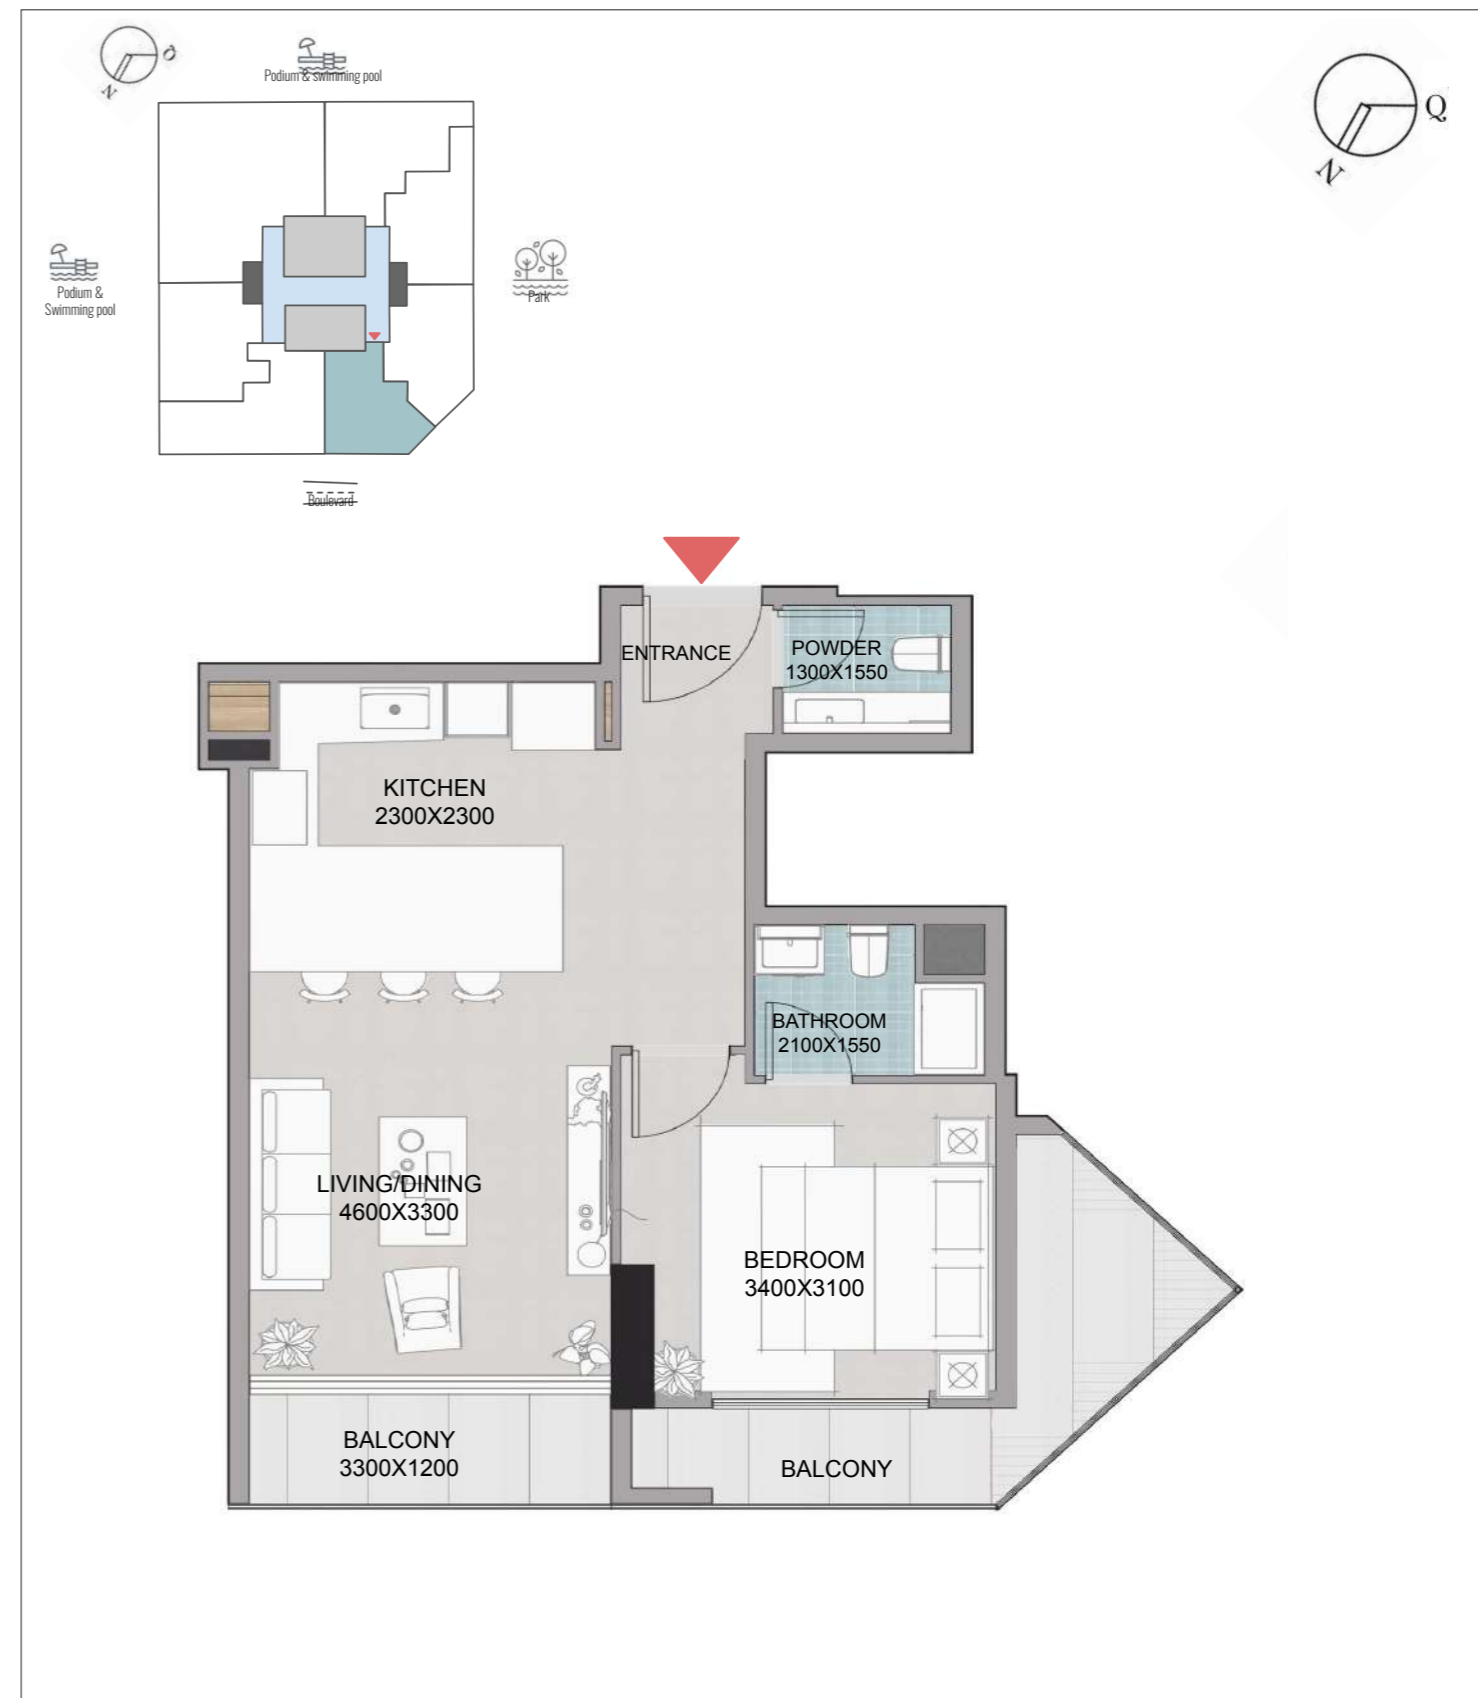 Q
N
Podium & swimming pool
Q
N
Podium &
Swimming pool
Park
Boulevard
ENTRANCE
POWDER
1300X1550
KITCHEN
2300X2300
BATHROOM
2100X1550
LIVING/DINING
4600X3300
BEDROOM
3400X3100
BALCONY
3300X1200
BALCONY